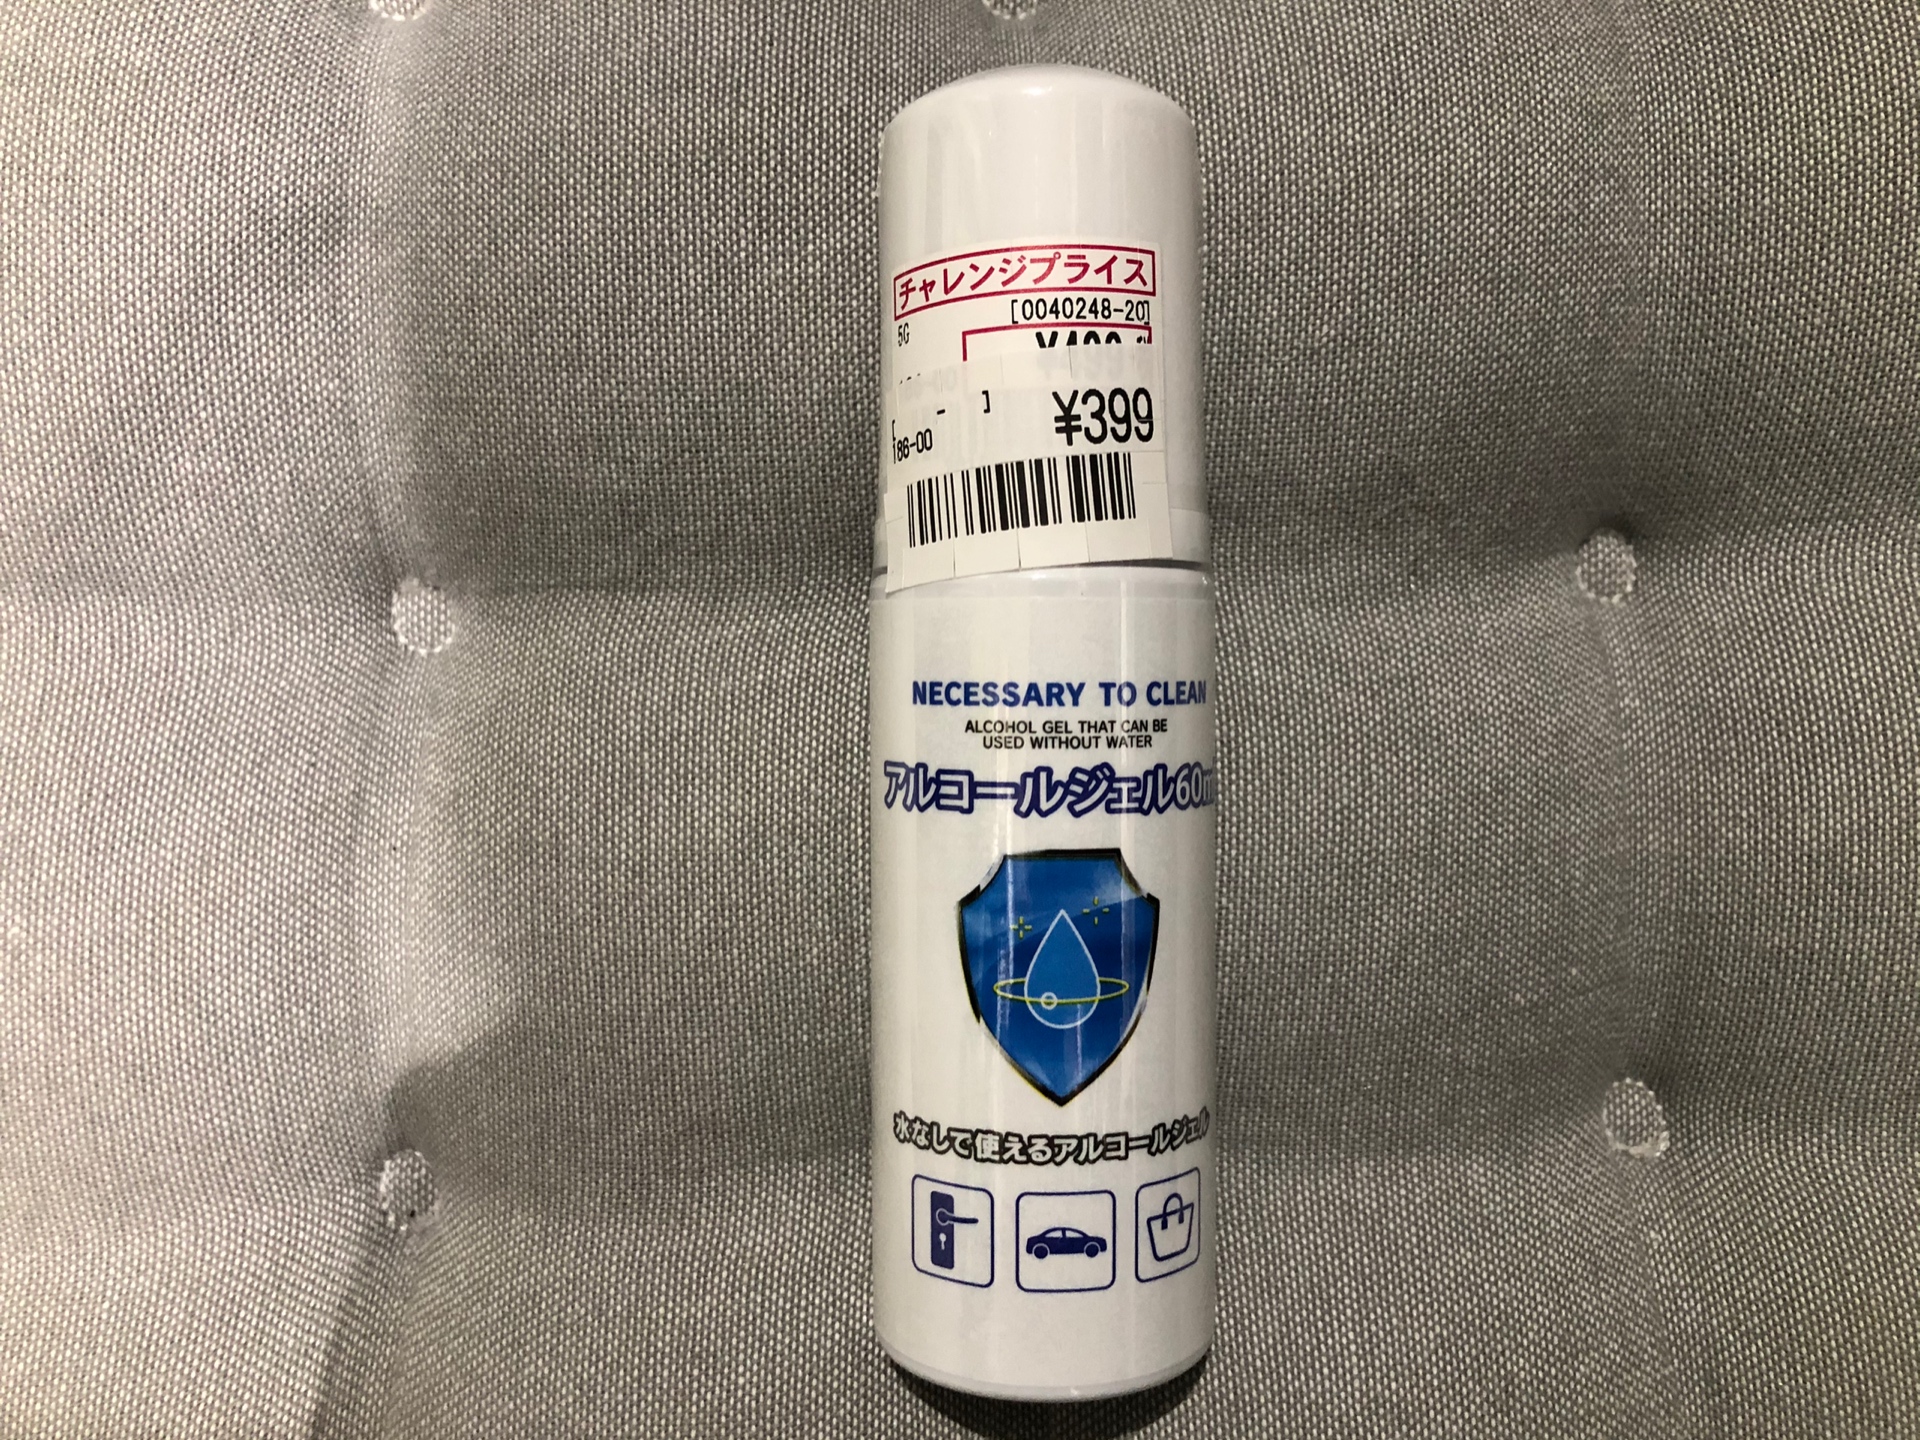 チャレンジプライス
[0040248-20]
5G
[ - ]
¥399
186-00
NECESSARY TO CLEAN
ALCOHOL GEL THAT CAN BE
USED WITHOUT WATER
アルコールジェル60m
水なしで使えるアルコールジェル